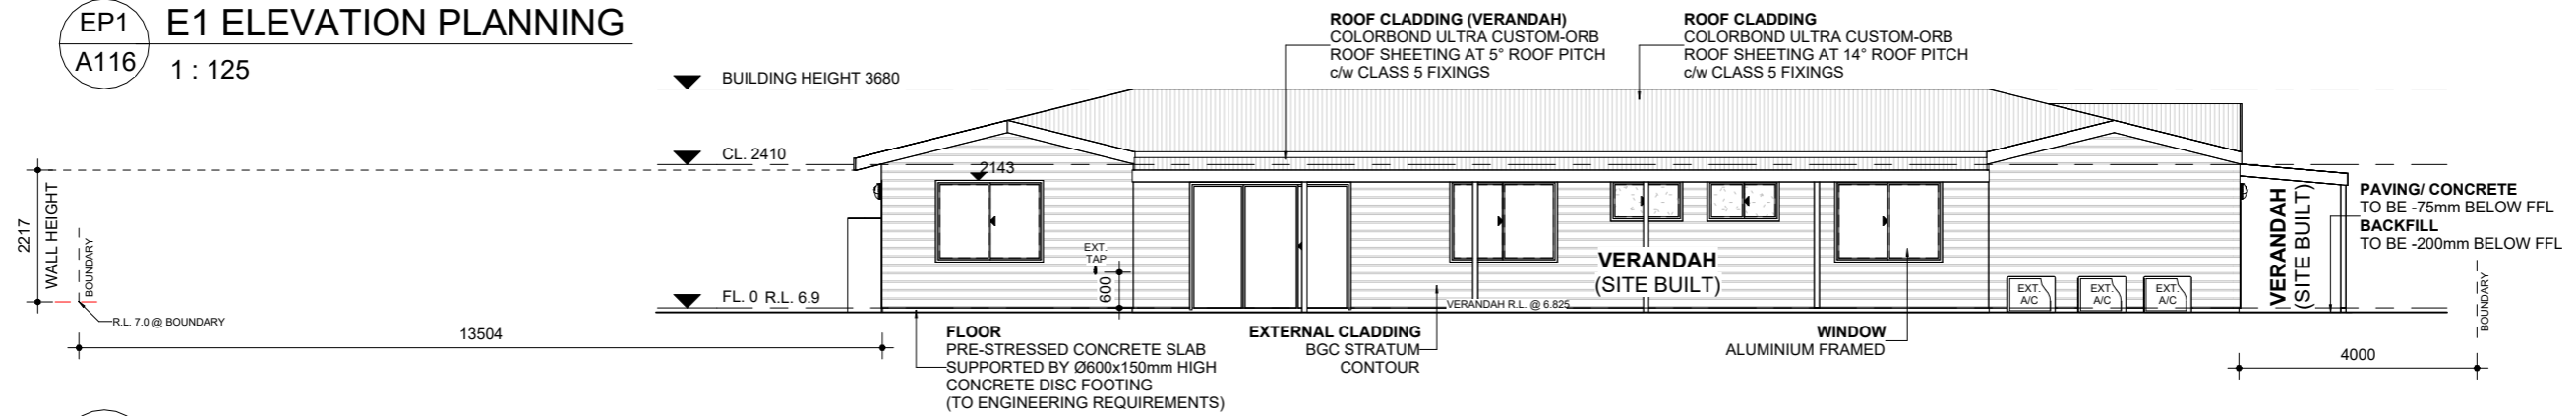 EP1
A116
E1 ELEVATION PLANNING
1 : 125
ROOF CLADDING (VERANDAH)
COLORBOND ULTRA CUSTOM-ORB
ROOF SHEETING AT 5° ROOF PITCH
c/w CLASS 5 FIXINGS
ROOF CLADDING
COLORBOND ULTRA CUSTOM-ORB
ROOF SHEETING AT 14° ROOF PITCH
c/w CLASS 5 FIXINGS
BUILDING HEIGHT 3680
CL. 2410
2143
2217
WALL HEIGHT
BOUNDARY
R.L. 7.0 @ BOUNDARY
FL. 0 R.L. 6.9
EXT.
TAP
600
VERANDAH
(SITE BUILT)
VERANDAH R.L. @ 6.825
EXT.
A/C
EXT.
A/C
EXT.
A/C
VERANDAH
(SITE BUILT)
PAVING/ CONCRETE
TO BE -75mm BELOW FFL
BACKFILL
TO BE -200mm BELOW FFL
BOUNDARY
13504
FLOOR
PRE-STRESSED CONCRETE SLAB
SUPPORTED BY Ø600x150mm HIGH
CONCRETE DISC FOOTING
(TO ENGINEERING REQUIREMENTS)
EXTERNAL CLADDING
BGC STRATUM
CONTOUR
WINDOW
ALUMINIUM FRAMED
4000